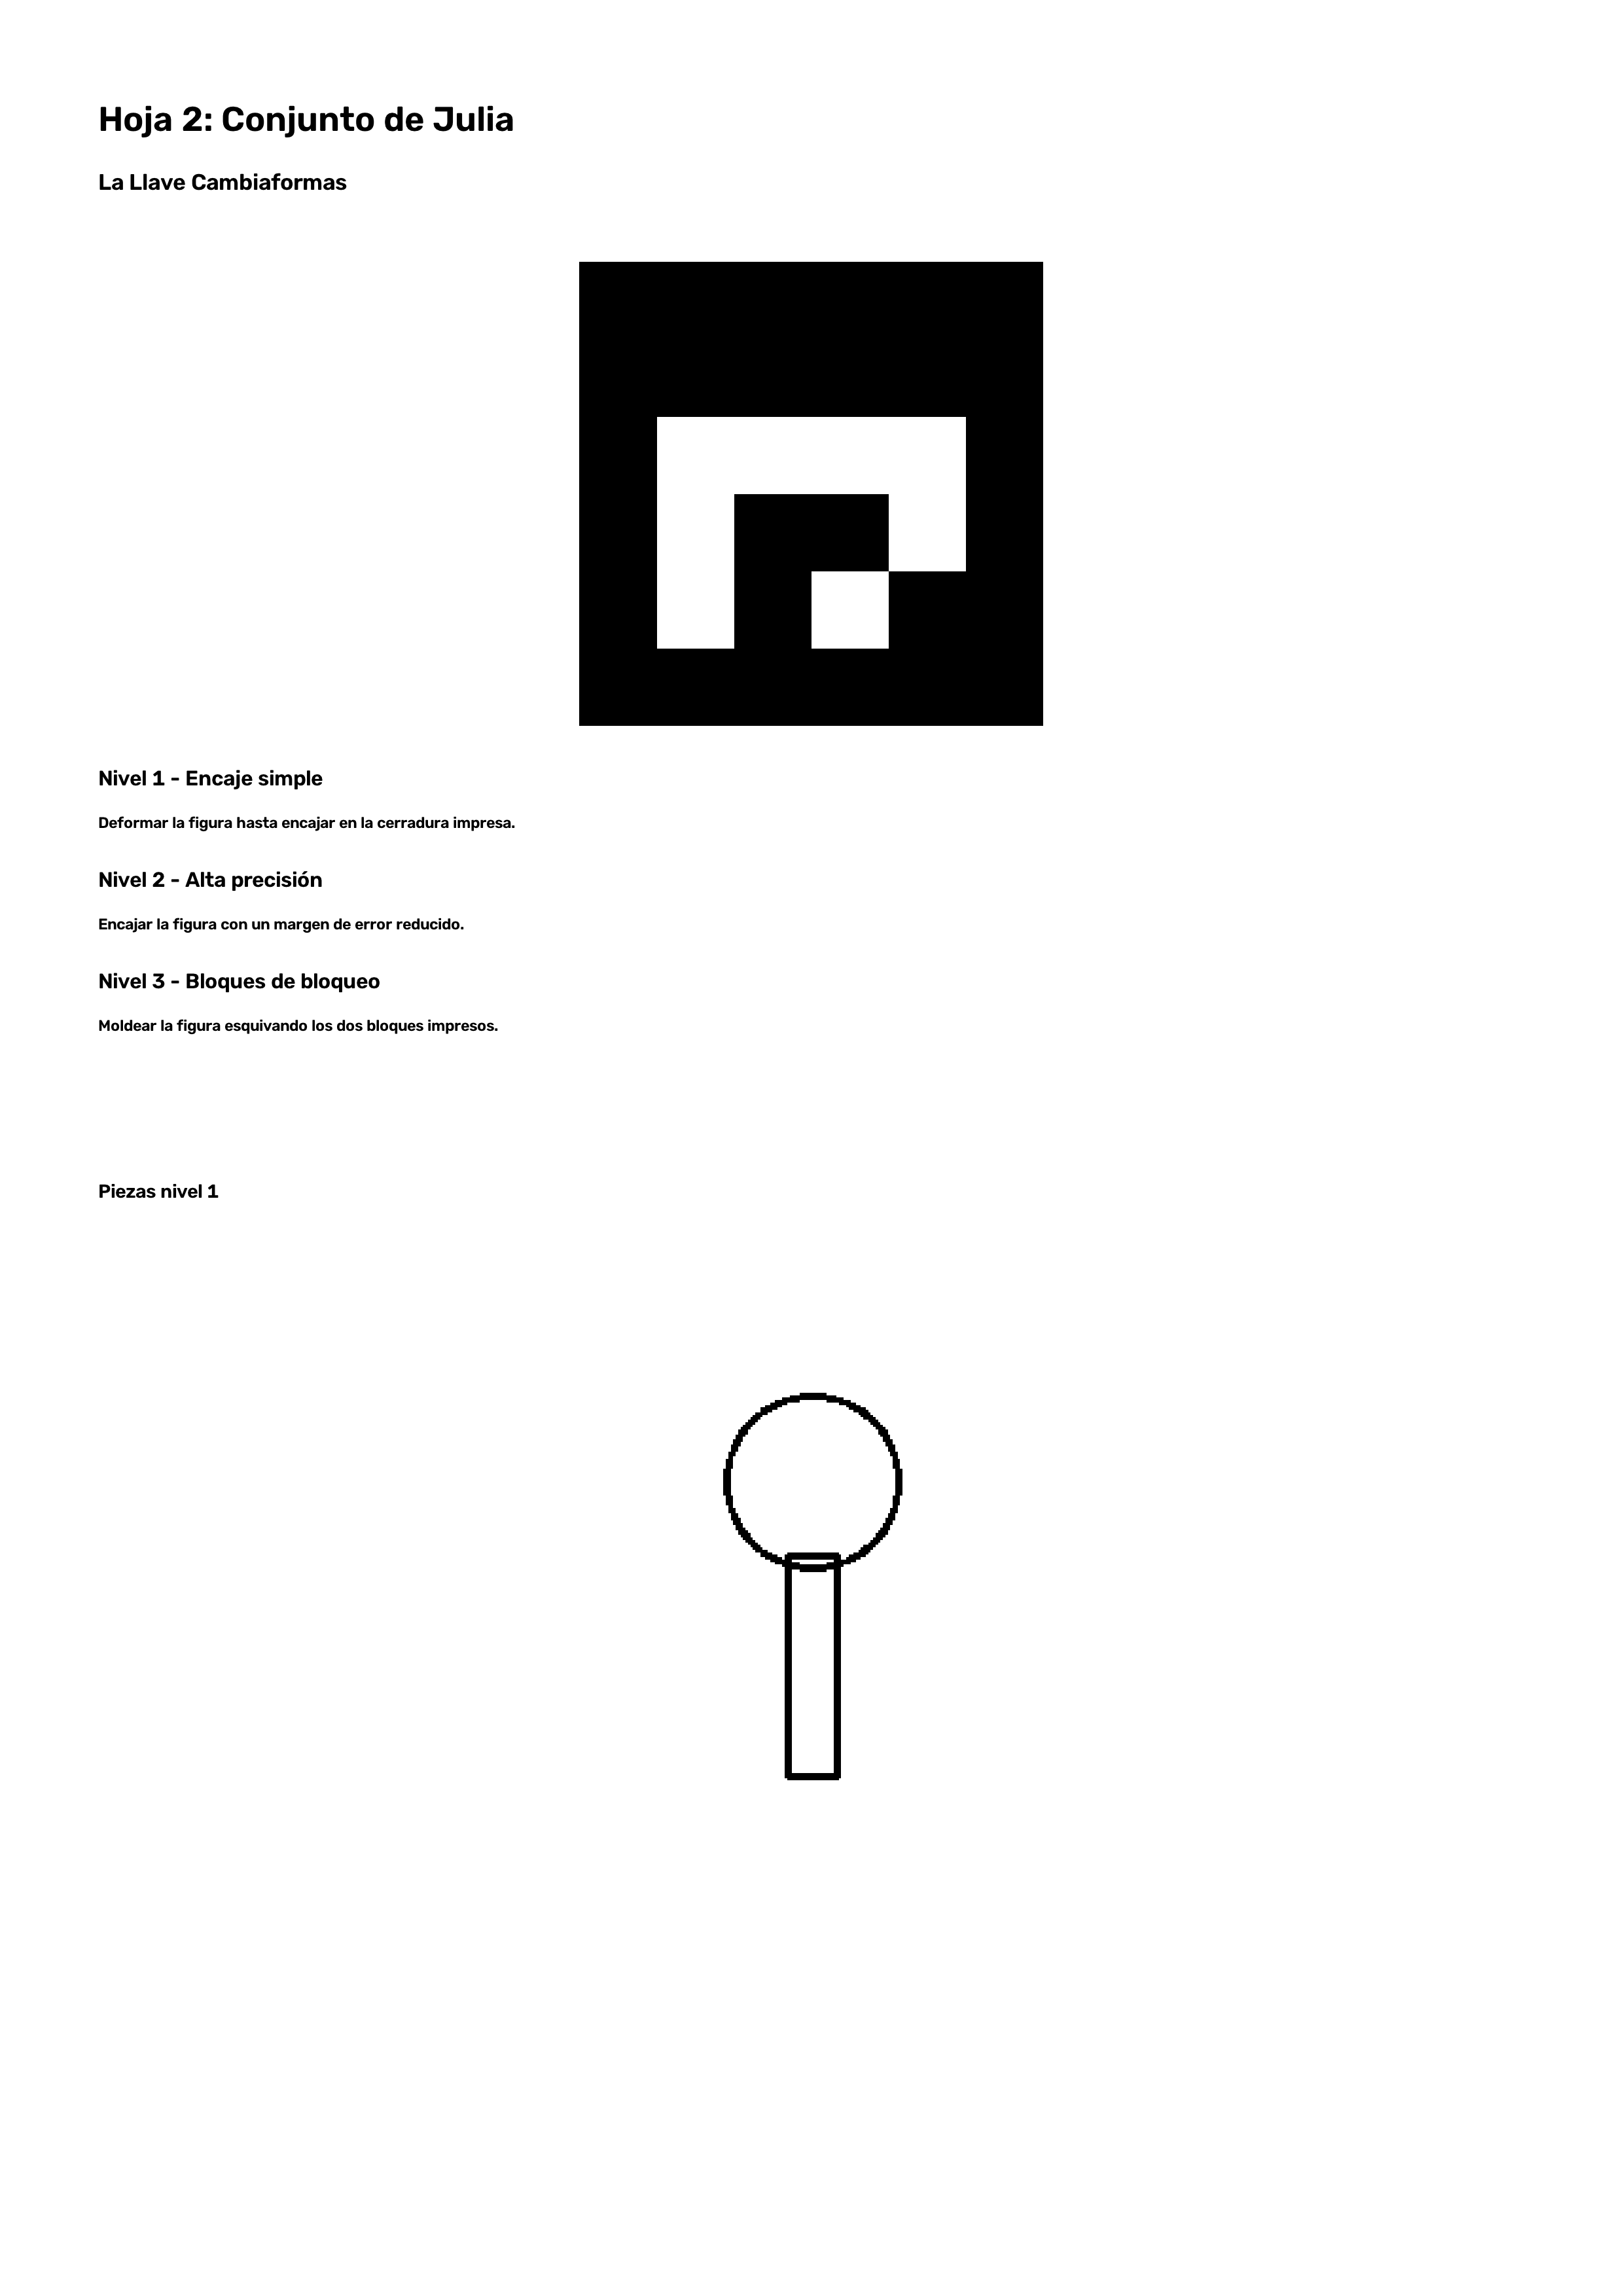 Hoja 2: Conjunto de Julia
La Llave Cambiaformas
Nivel 1 - Encaje simple
Deformar la figura hasta encajar en la cerradura impresa.
Nivel 2 - Alta precisión
Encajar la figura con un margen de error reducido.
Nivel 3 - Bloques de bloqueo
Moldear la figura esquivando los dos bloques impresos.
Piezas nivel 1